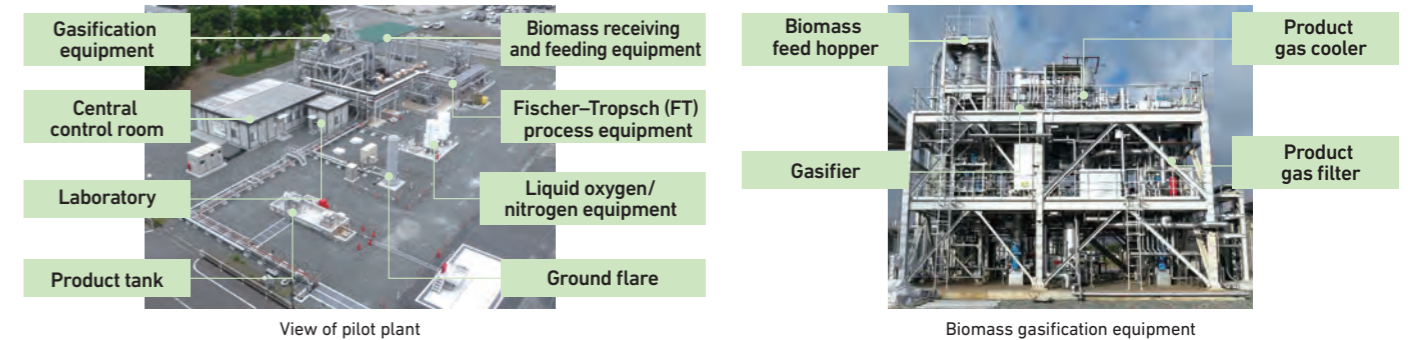 Gasification
equipment
Central
control room
Laboratory
Product tank
Biomass receiving
and feeding equipment
Fischer–Tropsch (FT)
process equipment
Liquid oxygen/
nitrogen equipment
Ground flare
View of pilot plant
Biomass
feed hopper
Gasifier
Product
gas cooler
Product
gas filter
Biomass gasification equipment